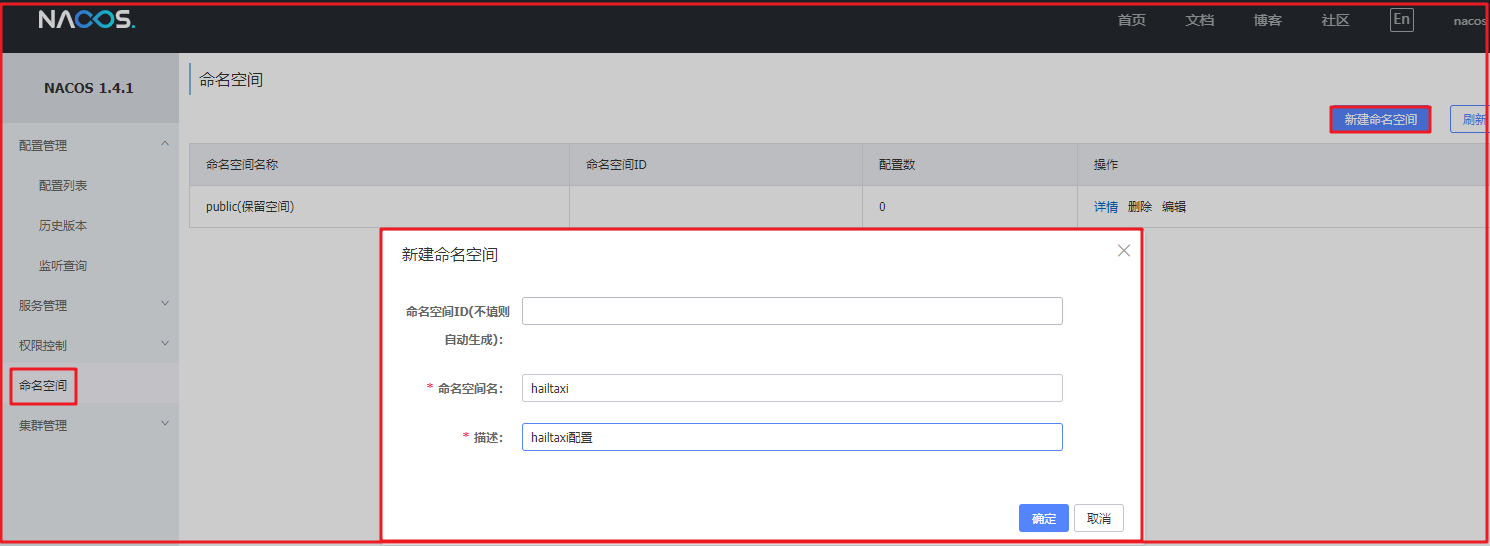 NACOS.
首页 文档 博客 社区 En nacos
NACOS 1.4.1
命名空间
新建命名空间 刷新
配置管理
配置列表
历史版本
监听查询
服务管理
权限控制
命名空间
集群管理
命名空间名称 命名空间ID 配置数 操作
public(保留空间) 0 详情 删除 编辑
新建命名空间
命名空间ID(不填则
自动生成):
* 命名空间名: hailtaxi
* 描述: hailtaxi配置
确定 取消